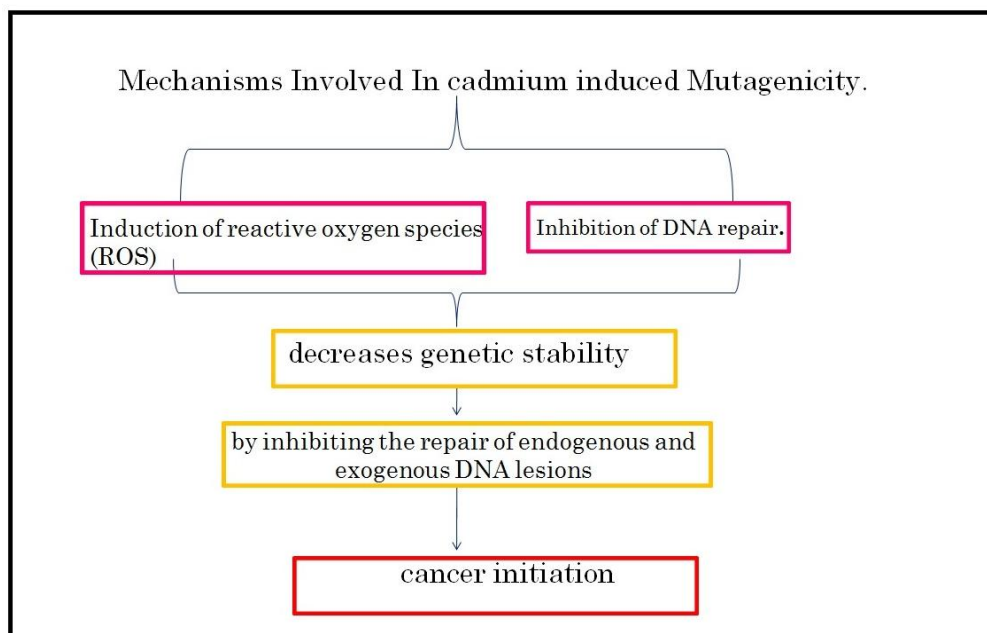 Mechanisms Involved In cadmium induced Mutagenicity.
Induction of reactive oxygen species
(ROS)
Inhibition of DNA repair.
decreases genetic stability
by inhibiting the repair of endogenous and
exogenous DNA lesions
cancer initiation